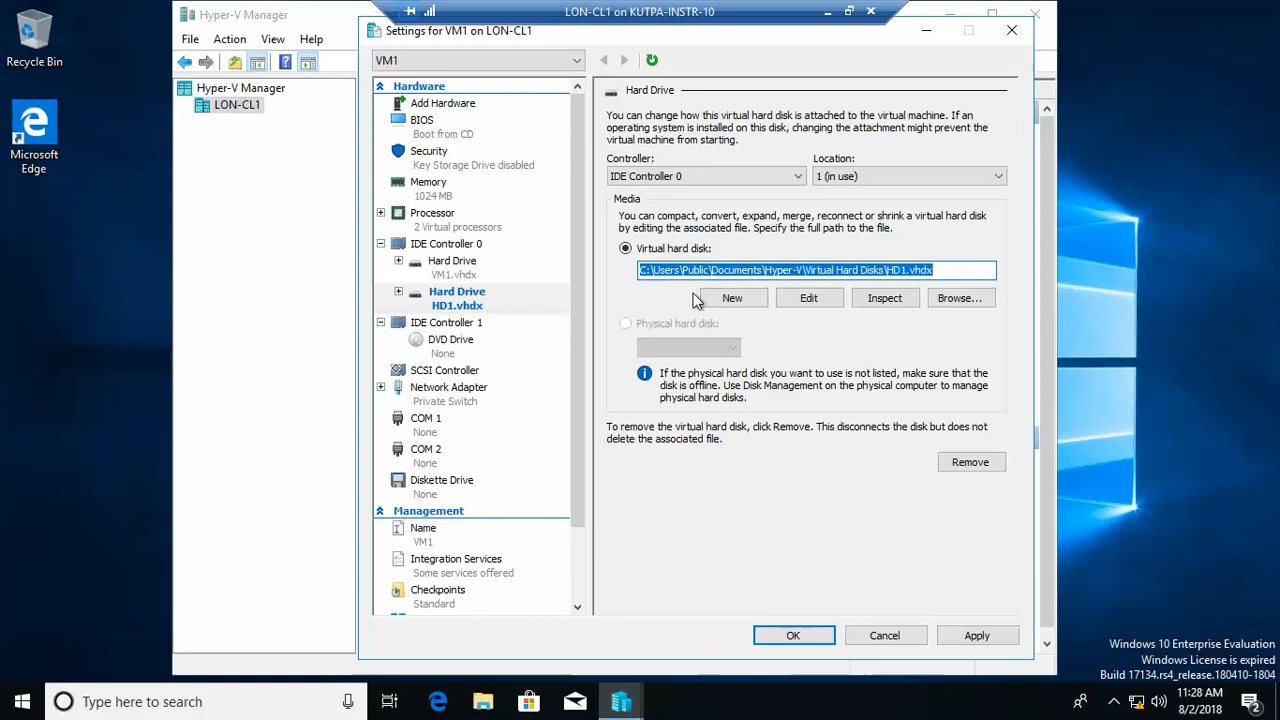 Recycle Bin
Microsoft
Edge
Hyper-V Manager
File Action View Help
Hyper-V Manager
LON-CL1
LON-CL1 on KUTPA-INSTR-10
Settings for VM1 on LON-CL1
VM1
Hardware
Add Hardware
BIOS
Boot from CD
Security
Key Storage Drive disabled
Memory
1024 MB
Processor
2 Virtual processors
IDE Controller 0
Hard Drive
VM1.vhdx
Hard Drive
HD1.vhdx
IDE Controller 1
DVD Drive
None
SCSI Controller
Network Adapter
Private Switch
COM 1
None
COM 2
None
Diskette Drive
None
Management
Name
VM1
Integration Services
Some services offered
Checkpoints
Standard
Hard Drive
You can change how this virtual hard disk is attached to the virtual machine. If an
operating system is installed on this disk, changing the attachment might prevent the
virtual machine from starting.
Controller: Location:
IDE Controller 0 1 (in use)
Media
You can compact, convert, expand, merge, reconnect or shrink a virtual hard disk
by editing the associated file. Specify the full path to the file.
Virtual hard disk:
C:\Users\Public\Documents\Hyper-V\Virtual Hard Disks\HD1.vhdx
New Edit Inspect Browse...
Physical hard disk:
If the physical hard disk you want to use is not listed, make sure that the
disk is offline. Use Disk Management on the physical computer to manage
physical hard disks.
To remove the virtual hard disk, click Remove. This disconnects the disk but does not
delete the associated file.
Remove
OK Cancel Apply
Windows 10 Enterprise Evaluation
Windows License is expired
Build 17134.rs4_release.180410-1804
Type here to search
11:28 AM
8/2/2018
2